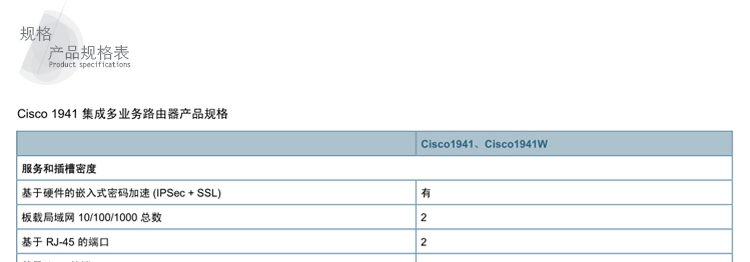 规格
产品规格表
Product specifications
Cisco 1941 集成多业务路由器产品规格
Cisco1941、Cisco1941W
服务和插槽密度
基于硬件的嵌入式密码加速 (IPSec + SSL) 有
板载局域网 10/100/1000 总数 2
基于 RJ-45 的端口 2